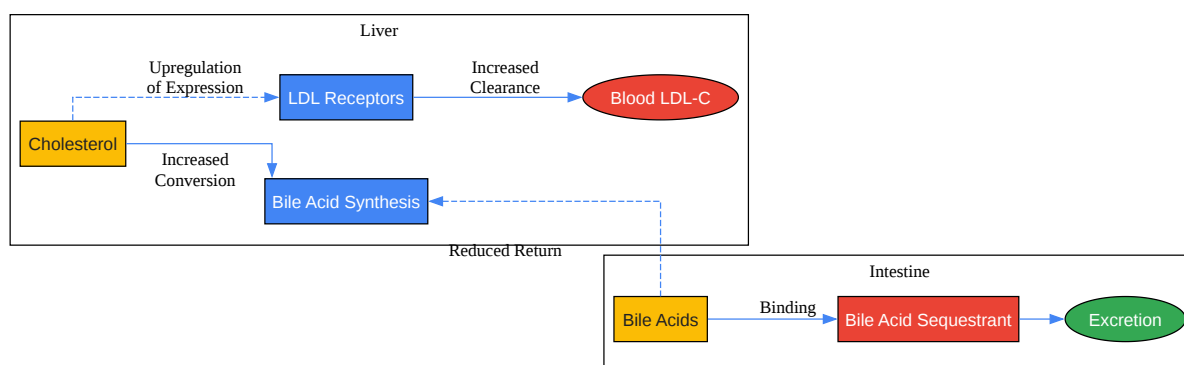 Liver
Upregulation
of Expression
LDL Receptors
Increased
Clearance
Blood LDL-C
Cholesterol
Increased
Conversion
Bile Acid Synthesis
Reduced Return
Intestine
Bile Acids
Binding
Bile Acid Sequestrant
Excretion